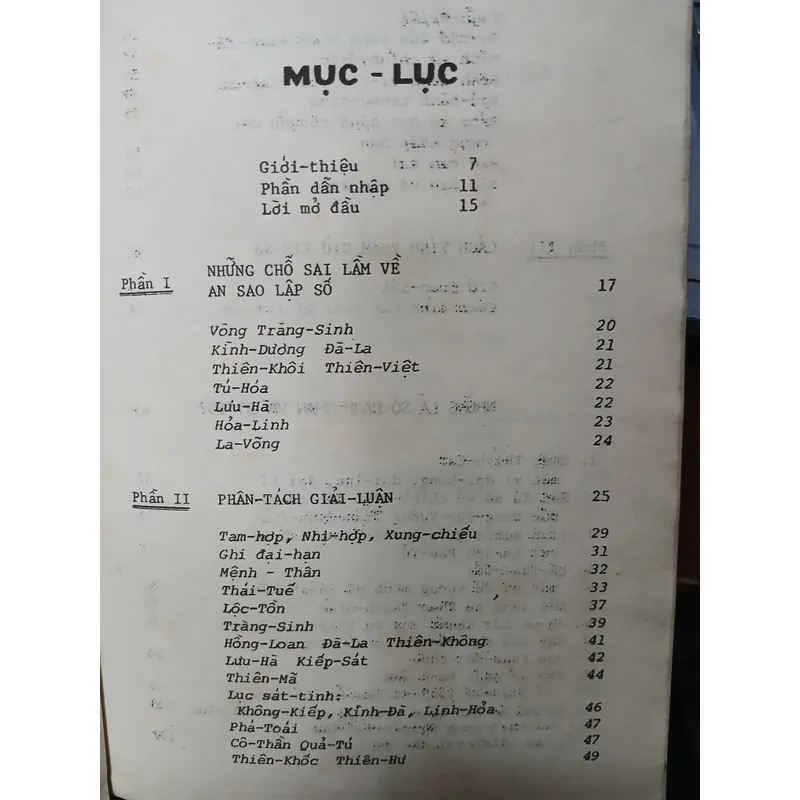 MỤC - LỤC
Giới-thiệu 7
Phần dẫn nhập 11
Lời mở đầu 15
Phần I NHỮNG CHỖ SAI LẦM VỀ
AN SAO LẬP SỐ 17
Vòng Trăng-Sinh 20
Kình-Dương Đà-La 21
Thiên-Khôi Thiên-Việt 21
Tú-Hóa 22
Lưu-Hà 22
Hỏa-Linh 23
La-Võng 24
Phần II PHÂN-TÁCH GIẢI-LUẬN 25
Tam-hợp, Nhị-hợp, Xung-chiếu 29
Ghi đại-hạn 31
Mệnh - Thân 32
Thái-Tuế 33
Lộc-Tồn 37
Tràng-Sinh 39
Hồng-Loan Đà-La Thiên-Không 41
Lưu-Hà Kiếp-Sát 42
Thiên-Mã 44
Lục sát-tinh:
Không-Kiếp, Kình-Đà, Linh-Hỏa 46
Phá-Toái 47
Cô-Thần Quả-Tú 47
Thiên-Khốc Thiên-Hư 49